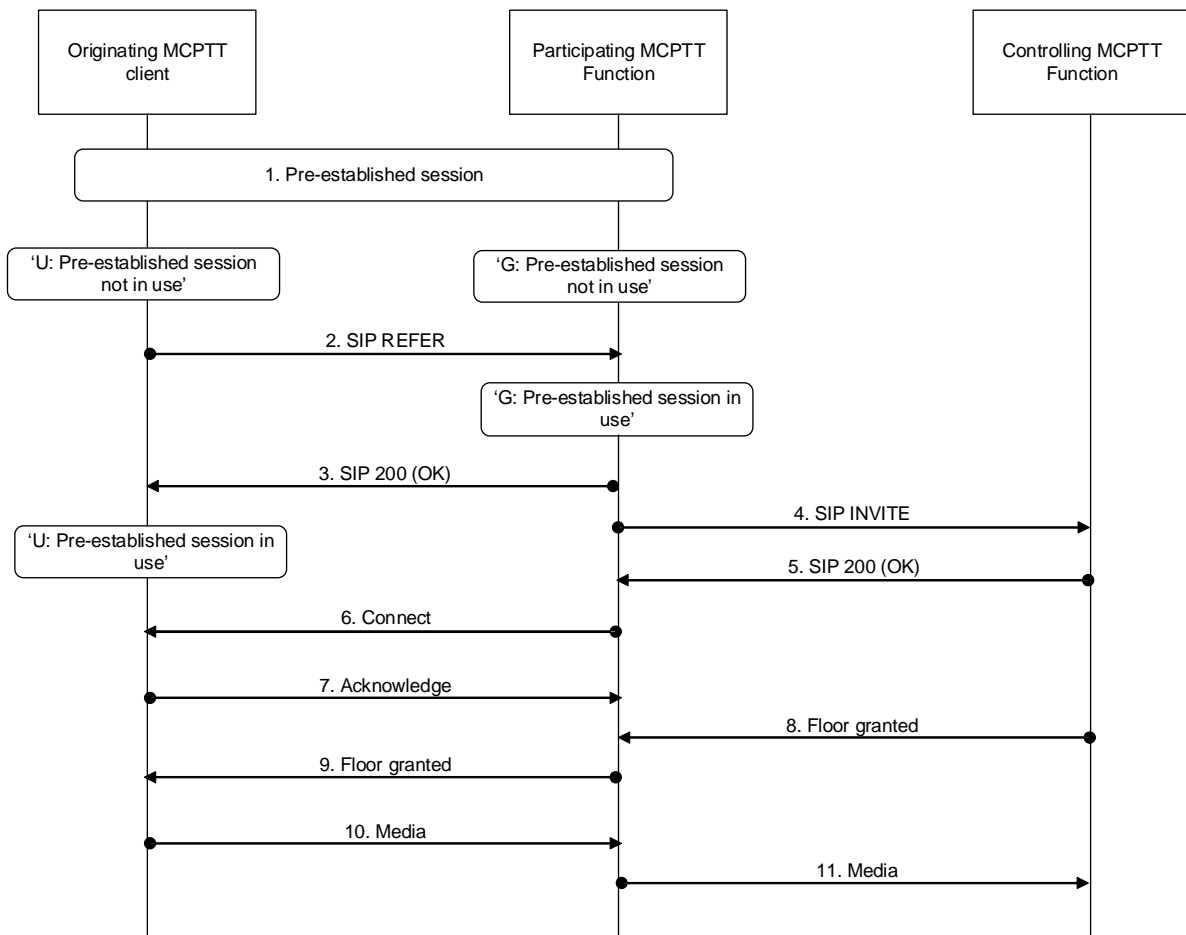 Originating MCPTT
client
Participating MCPTT
Function
Controlling MCPTT
Function
1. Pre-established session
‘U: Pre-established session
not in use’
‘G: Pre-established session
not in use’
2. SIP REFER
‘G: Pre-established session in
use’
3. SIP 200 (OK)
4. SIP INVITE
‘U: Pre-established session in
use’
5. SIP 200 (OK)
6. Connect
7. Acknowledge
8. Floor granted
9. Floor granted
10. Media
11. Media